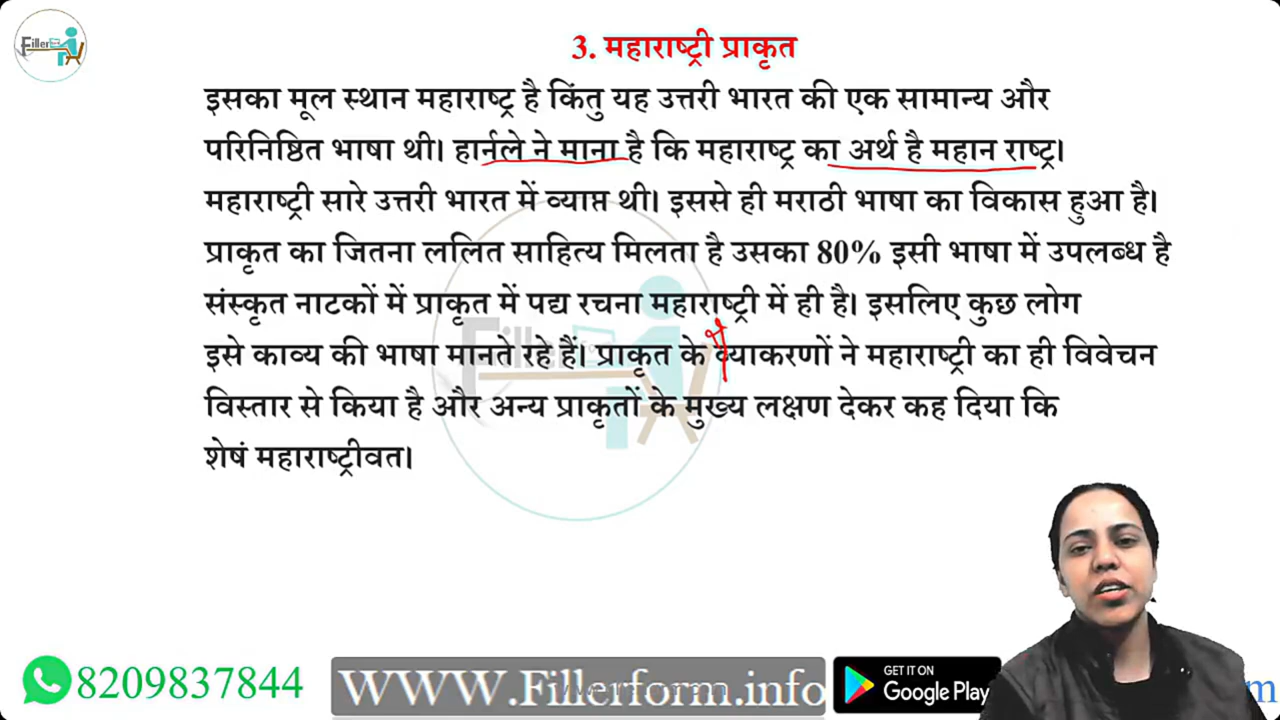 Filler
3. महाराष्ट्री प्राकृत
इसका मूल स्थान महाराष्ट्र है किंतु यह उत्तरी भारत की एक सामान्य और
परिनिष्ठित भाषा थी। हार्नले ने माना है कि महाराष्ट्र का अर्थ है महान राष्ट्र।
महाराष्ट्री सारे उत्तरी भारत में व्याप्त थी। इससे ही मराठी भाषा का विकास हुआ है।
प्राकृत का जितना ललित साहित्य मिलता है उसका 80% इसी भाषा में उपलब्ध है
संस्कृत नाटकों में प्राकृत में पद्य रचना महाराष्ट्री में ही है। इसलिए कुछ लोग
इसे काव्य की भाषा मानते रहे हैं। प्राकृत के व्याकरणों ने महाराष्ट्री का ही विवेचन
विस्तार से किया है और अन्य प्राकृतों के मुख्य लक्षण देकर कह दिया कि
शेषं महाराष्ट्रीवत।
8209837844
WWW.Fillerform.info
GET IT ON
Google Play